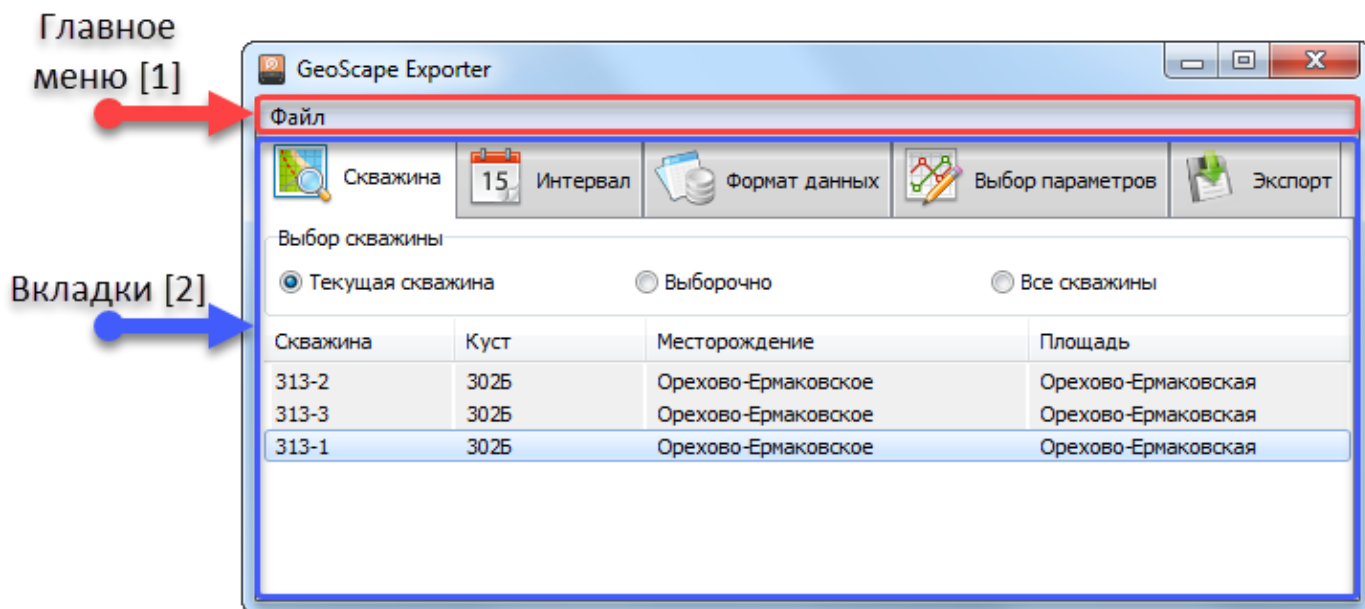 Главное
меню [1]
GeoScape Exporter
Файл
Скважина 15 Интервал Формат данных Выбор параметров Экспорт
Выбор скважины
Текущая скважина Выборочно Все скважины
Вкладки [2]
Скважина Куст Месторождение Площадь
313-2 302Б Орехово-Ермаковское Орехово-Ермаковская
313-3 302Б Орехово-Ермаковское Орехово-Ермаковская
313-1 302Б Орехово-Ермаковское Орехово-Ермаковская